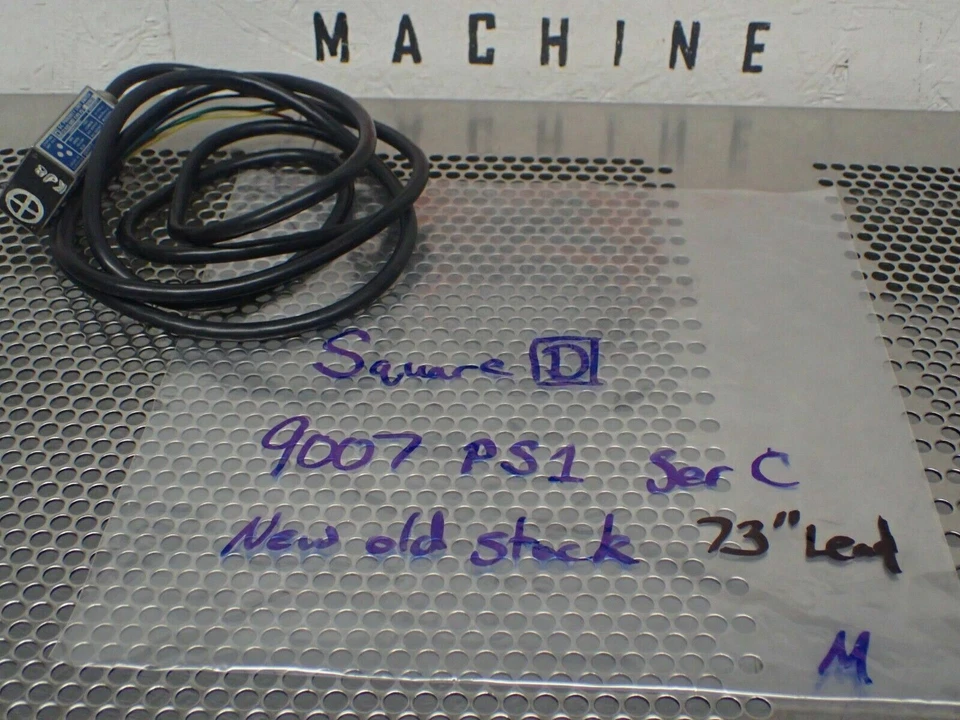 MACHINE
Square D
9007 PS1 Ser C
New old stock 73" Lead
M